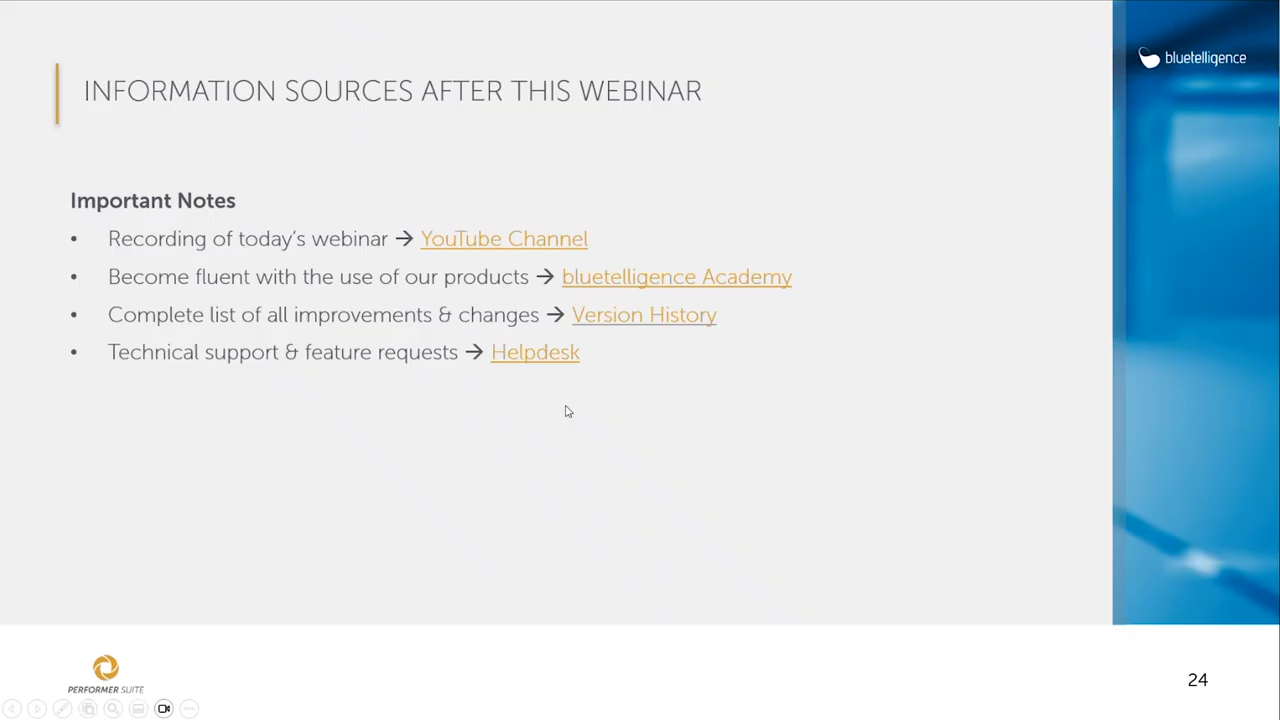 bluetelligence
INFORMATION SOURCES AFTER THIS WEBINAR
Important Notes
• Recording of today's webinar → YouTube Channel
• Become fluent with the use of our products → bluetelligence Academy
• Complete list of all improvements & changes → Version History
• Technical support & feature requests → Helpdesk
PERFORMER SUITE
24